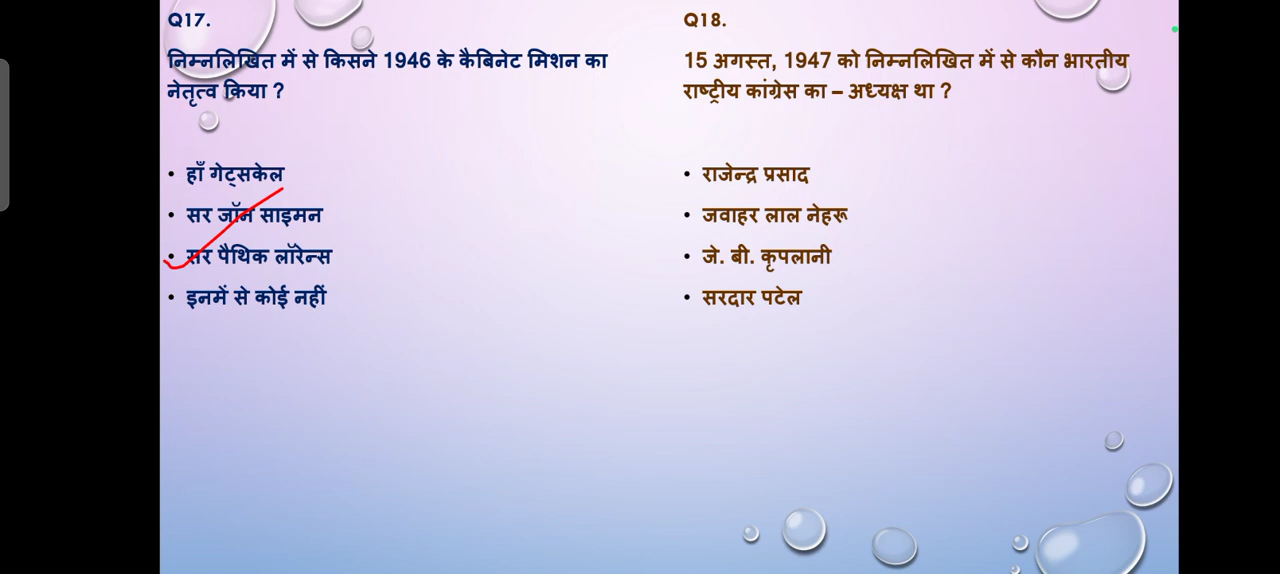 Q17.
निम्नलिखित में से किसने 1946 के कैबिनेट मिशन का
नेतृत्व किया ?
• हाँ गेट्सकेल
• सर जॉन साइमन
• सर पैथिक लॉरेन्स
• इनमें से कोई नहीं
Q18.
15 अगस्त, 1947 को निम्नलिखित में से कौन भारतीय
राष्ट्रीय कांग्रेस का – अध्यक्ष था ?
• राजेन्द्र प्रसाद
• जवाहर लाल नेहरू
• जे. बी. कृपलानी
• सरदार पटेल